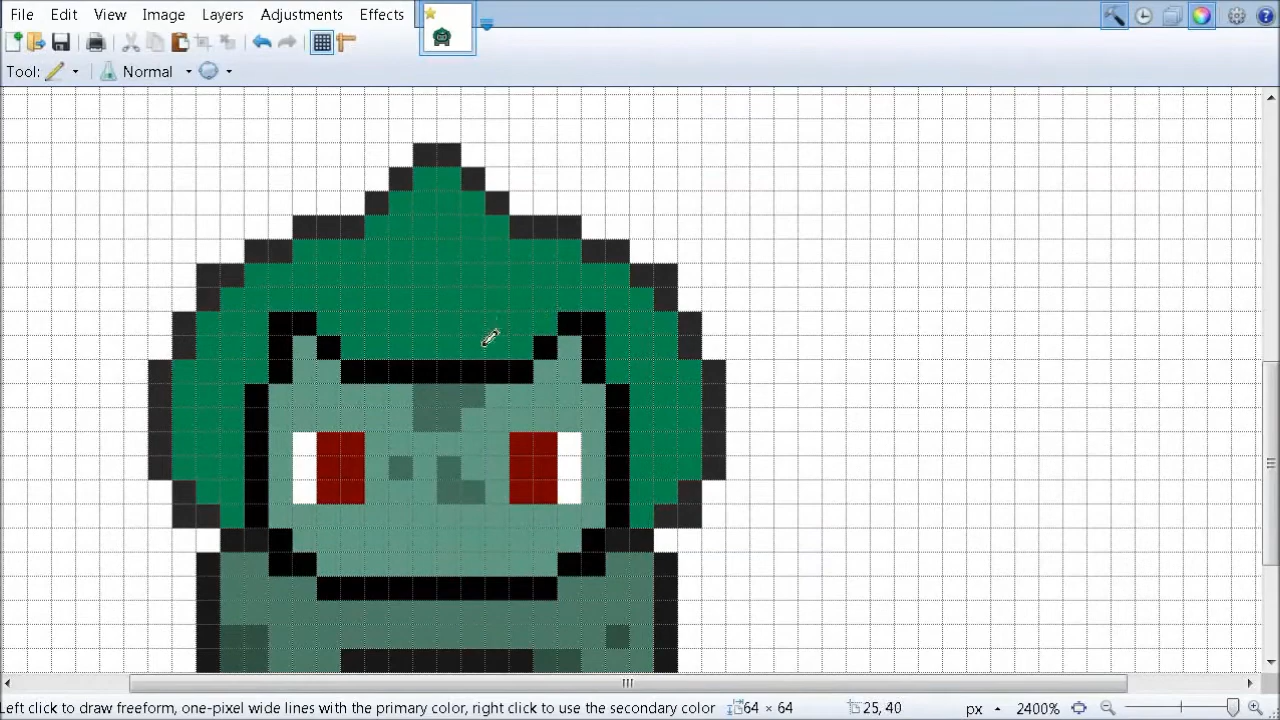 File Edit View Image Layers Adjustments Effects
Tool: Normal
Left click to draw freeform, one-pixel wide lines with the primary color, right click to use the secondary color 64 × 64 25, 40 px 2400%